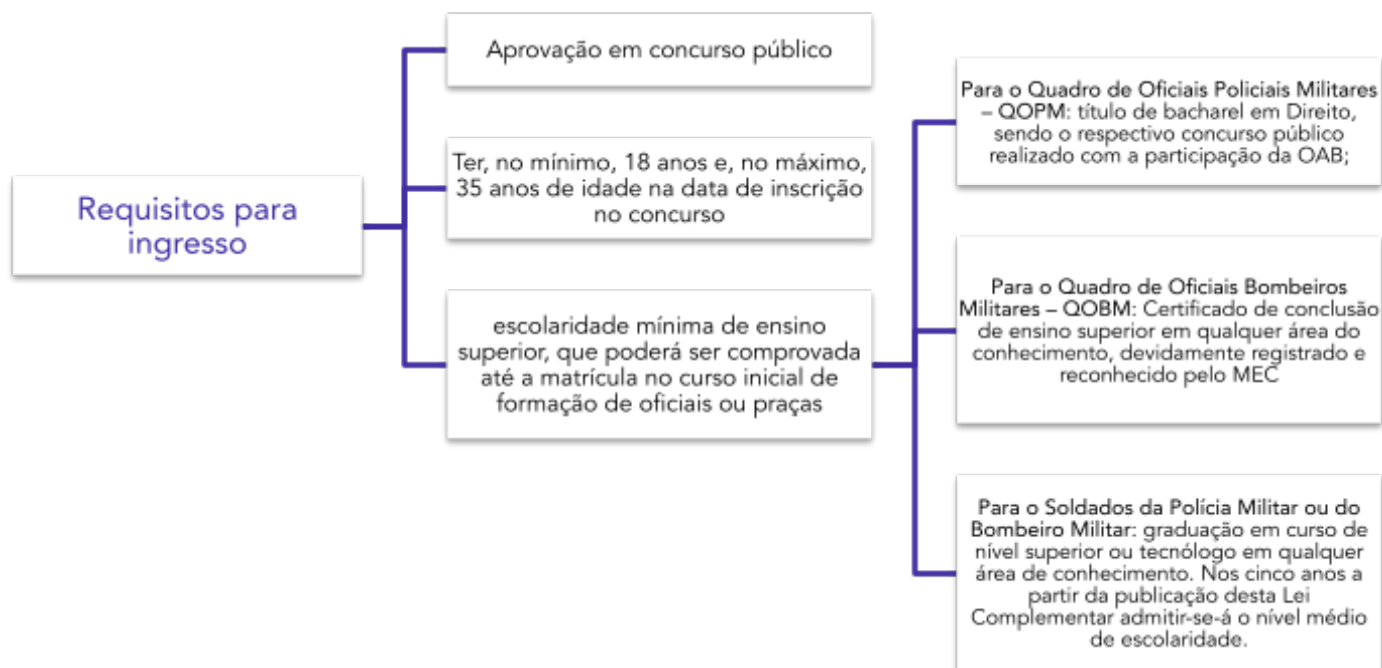 Requisitos para
ingresso
Aprovação em concurso público
Ter, no mínimo, 18 anos e, no máximo,
35 anos de idade na data de inscrição
no concurso
escolaridade mínima de ensino
superior, que poderá ser comprovada
até a matrícula no curso inicial de
formação de oficiais ou praças
Para o Quadro de Oficiais Policiais Militares
– QOPM: título de bacharel em Direito,
sendo o respectivo concurso público
realizado com a participação da OAB;
Para o Quadro de Oficiais Bombeiros
Militares – QOBM: Certificado de conclusão
de ensino superior em qualquer área do
conhecimento, devidamente registrado e
reconhecido pelo MEC
Para o Soldados da Polícia Militar ou do
Bombeiro Militar: graduação em curso de
nível superior ou tecnólogo em qualquer
área de conhecimento. Nos cinco anos a
partir da publicação desta Lei
Complementar admitir-se-á o nível médio
de escolaridade.